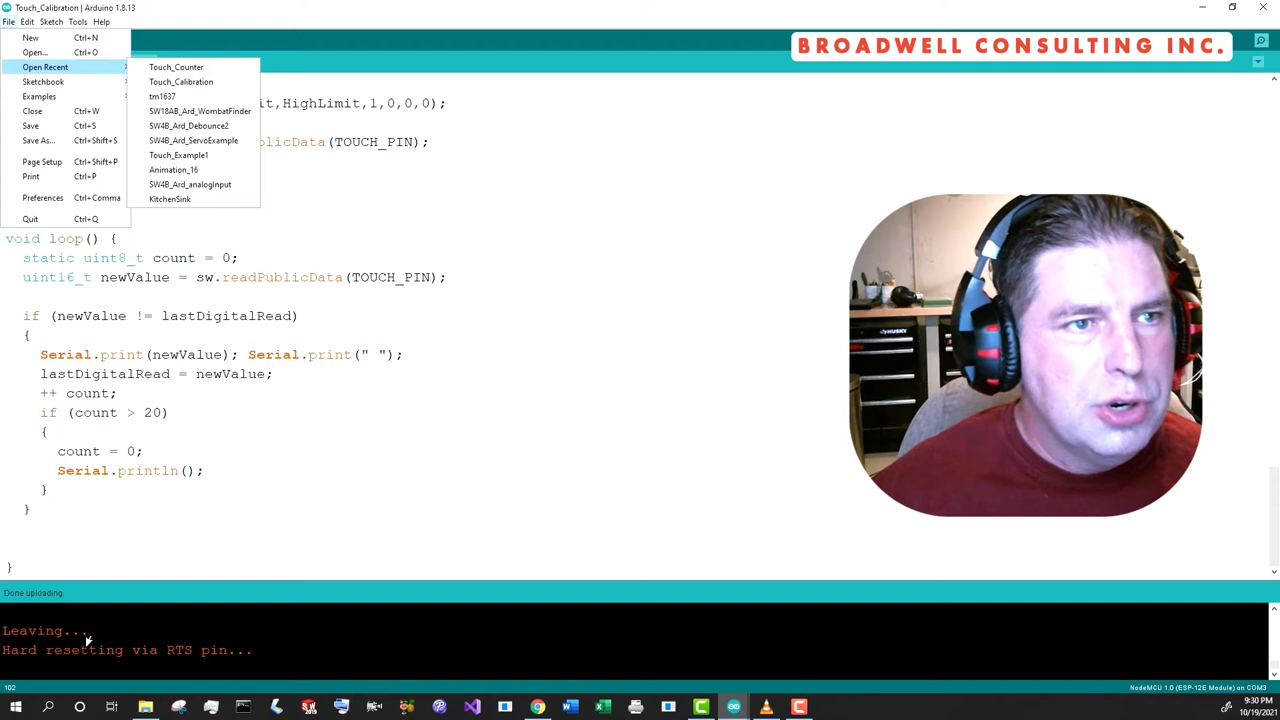 Touch_Calibration | Arduino 1.8.13
File Edit Sketch Tools Help
BROADWELL CONSULTING INC.
New Ctrl+N
Open... Ctrl+O
Open Recent
Sketchbook
Examples
Close Ctrl+W
Save Ctrl+S
Save As... Ctrl+Shift+S
Page Setup Ctrl+Shift+P
Print Ctrl+P
Preferences Ctrl+Comma
Quit Ctrl+Q
Touch_Counter
Touch_Calibration
tm1637
SW18AB_Ard_WombatFinder
SW4B_Ard_Debounce2
SW4B_Ard_ServoExample
Touch_Example1
Animation_16
SW4B_Ard_analogInput
KitchenSink
it,HighLimit,1,0,0,0);
blicData(TOUCH_PIN);
void loop() {
static uint8_t count = 0;
uint16_t newValue = sw.readPublicData(TOUCH_PIN);
if (newValue != lastDigitalRead)
{
Serial.print(newValue); Serial.print(" ");
lastDigitalRead = newValue;
++ count;
if (count > 20)
{
count = 0;
Serial.println();
}
}
}
Done uploading.
Leaving...
Hard resetting via RTS pin...
102
NodeMCU 1.0 (ESP-12E Module) on COM3
9:30 PM
10/19/2021